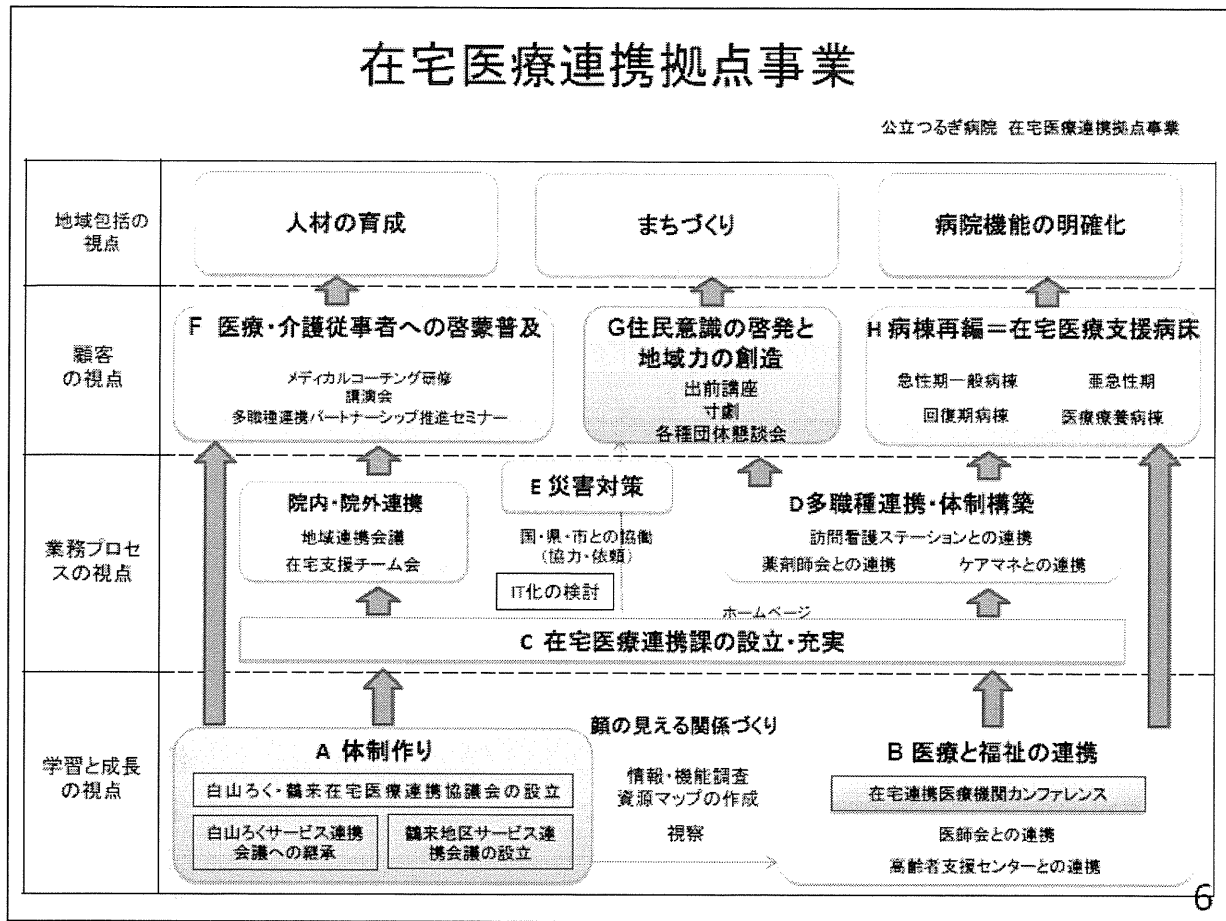 在宅医療連携拠点事業
公立つるぎ病院 在宅医療連携拠点事業
地域包括の
視点
人材の育成
まちづくり
病院機能の明確化
顧客
の視点
F 医療・介護従事者への啓蒙普及
メディカルコーチング研修
講演会
多職種連携パートナーシップ推進セミナー
G住民意識の啓発と
地域力の創造
出前講座
寸劇
各種団体懇談会
H 病棟再編=在宅医療支援病床
急性期一般病棟
亜急性期
回復期病棟
医療療養病棟
業務プロセ
スの視点
院内・院外連携
地域連携会議
在宅支援チーム会
E 災害対策
国・県・市との協働
(協力・依頼)
IT化の検討
D多職種連携・体制構築
訪問看護ステーションとの連携
薬剤師会との連携
ケアマネとの連携
ホームページ
C 在宅医療連携課の設立・充実
学習と成長
の視点
A 体制作り
白山ろく・鶴来在宅医療連携協議会の設立
白山ろくサービス連携
会議への継承
鶴来地区サービス連
携会議の設立
顔の見える関係づくり
情報・機能調査
資源マップの作成
視察
B 医療と福祉の連携
在宅連携医療機関カンファレンス
医師会との連携
高齢者支援センターとの連携
6